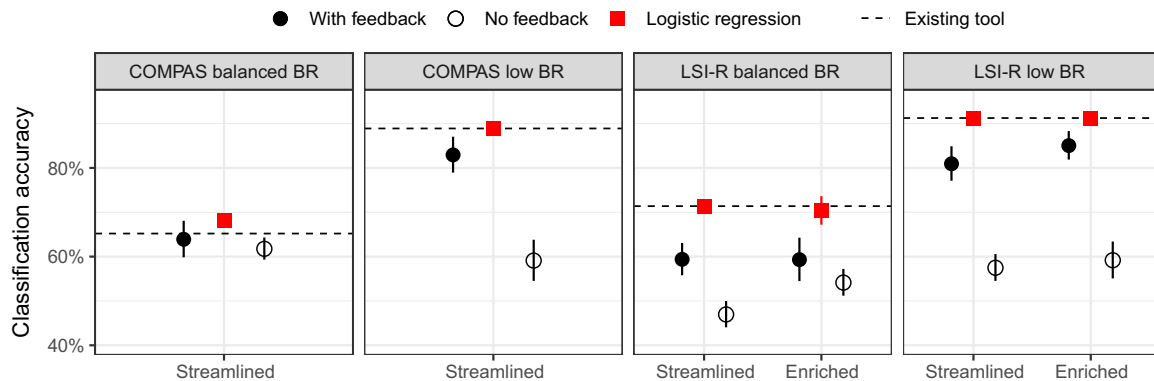 With feedback No feedback Logistic regression Existing tool
COMPAS balanced BR COMPAS low BR LSI-R balanced BR LSI-R low BR
Classification accuracy
80%
60%
40%
Streamlined Streamlined Streamlined Enriched Streamlined Enriched